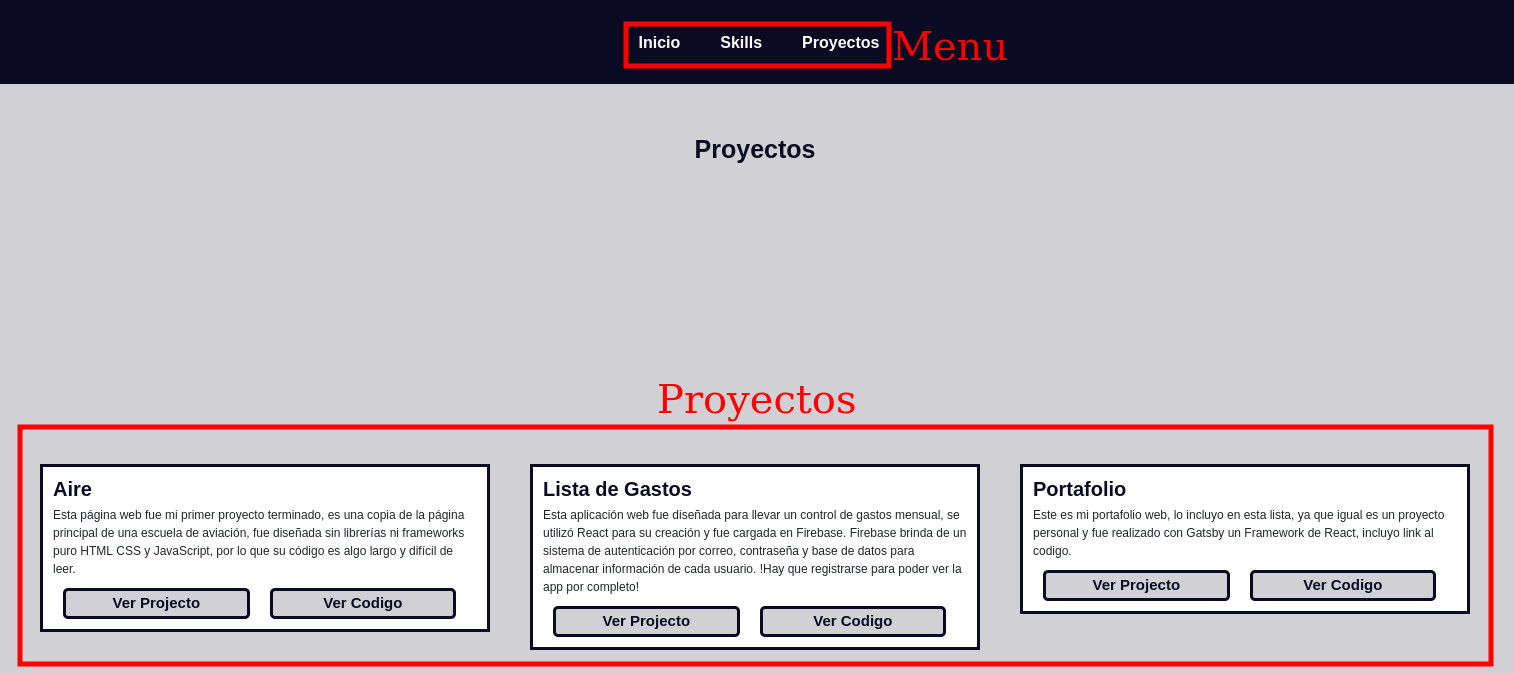 Inicio Skills Proyectos Menu
Proyectos
Proyectos
Aire
Esta página web fue mi primer proyecto terminado, es una copia de la página
principal de una escuela de aviación, fue diseñada sin librerías ni frameworks
puro HTML CSS y JavaScript, por lo que su código es algo largo y difícil de
leer.
Ver Projecto Ver Codigo
Lista de Gastos
Esta aplicación web fue diseñada para llevar un control de gastos mensual, se
utilizó React para su creación y fue cargada en Firebase. Firebase brinda de un
sistema de autenticación por correo, contraseña y base de datos para
almacenar información de cada usuario. !Hay que registrarse para poder ver la
app por completo!
Ver Projecto Ver Codigo
Portafolio
Este es mi portafolio web, lo incluyo en esta lista, ya que igual es un proyecto
personal y fue realizado con Gatsby un Framework de React, incluyo link al
codigo.
Ver Projecto Ver Codigo